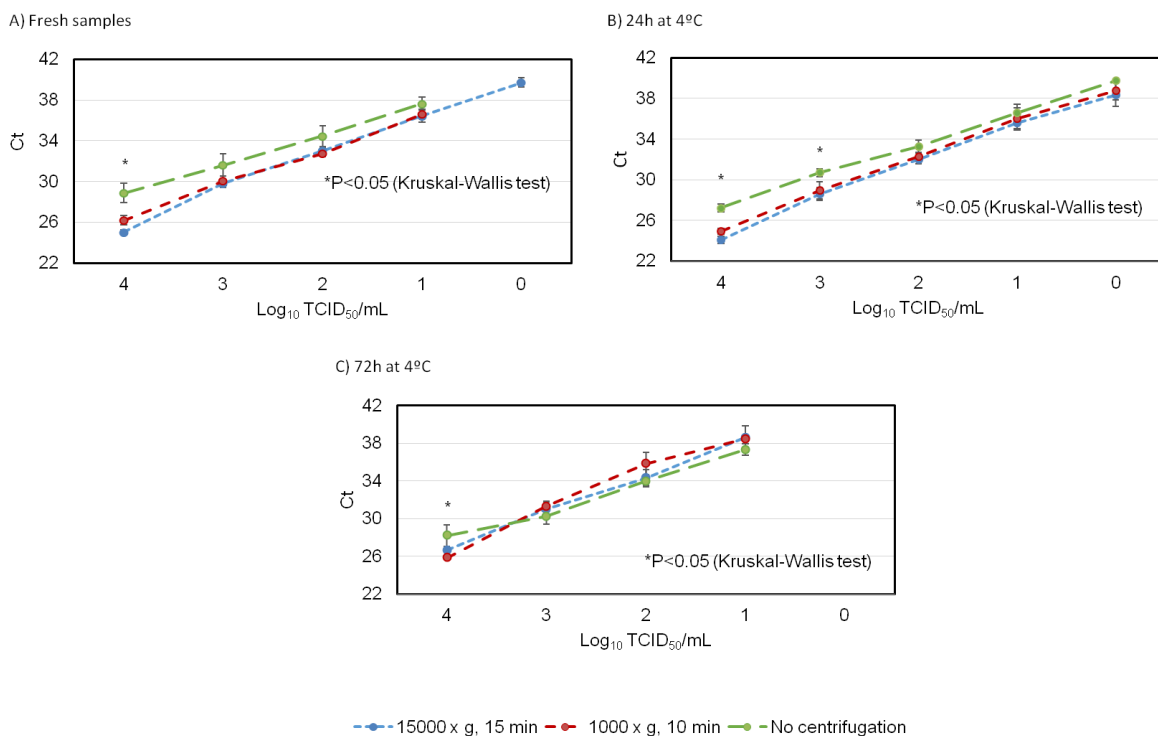 A) Fresh samples
42
38
34
30
26
22
Ct
*
*P<0.05 (Kruskal-Wallis test)
4 3 2 1 0
Log₁₀ TCID₅₀/mL
B) 24h at 4ºC
42
38
34
30
26
22
Ct
*
*
*P<0.05 (Kruskal-Wallis test)
4 3 2 1 0
Log₁₀ TCID₅₀/mL
C) 72h at 4ºC
42
38
34
30
26
22
Ct
*
*P<0.05 (Kruskal-Wallis test)
4 3 2 1 0
Log₁₀ TCID₅₀/mL
15000 x g, 15 min 1000 x g, 10 min No centrifugation